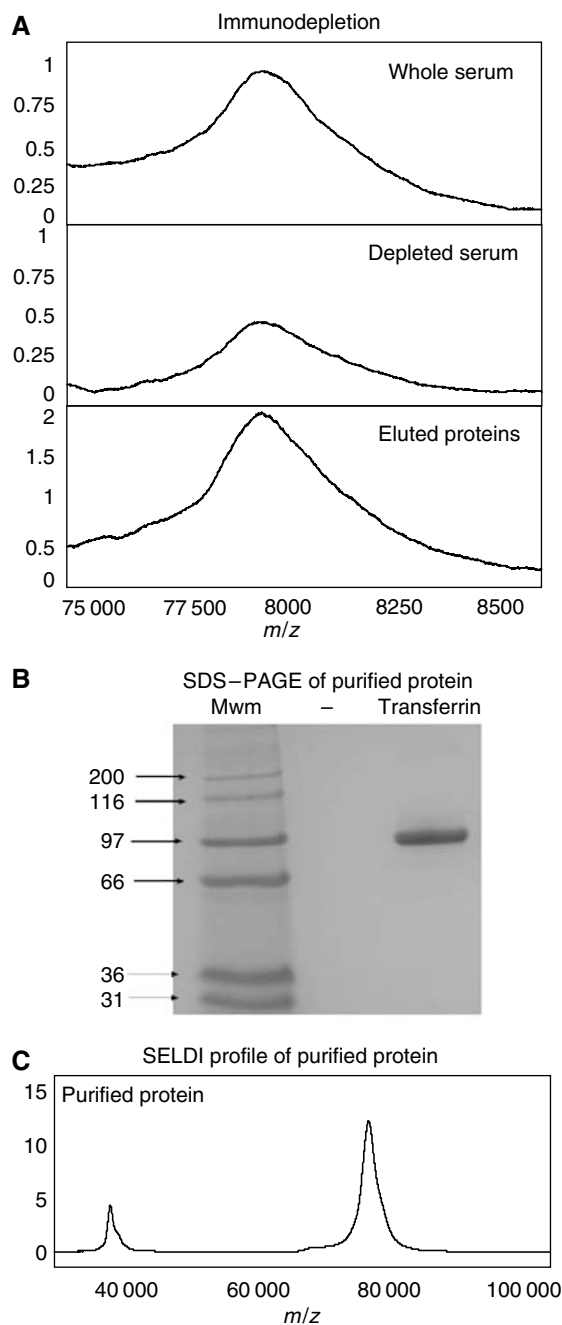 A
Immunodepletion
Whole serum
1
0.75
0.5
0.25
0
Depleted serum
1
0.75
0.5
0.25
0
Eluted proteins
2
1.5
1
0.5
0
75 000 77 500 8000 8250 8500
m/z
B
SDS–PAGE of purified protein
Mwm – Transferrin
200
116
97
66
36
31
C
SELDI profile of purified protein
Purified protein
15
10
5
0
40 000 60 000 80 000 100 000
m/z